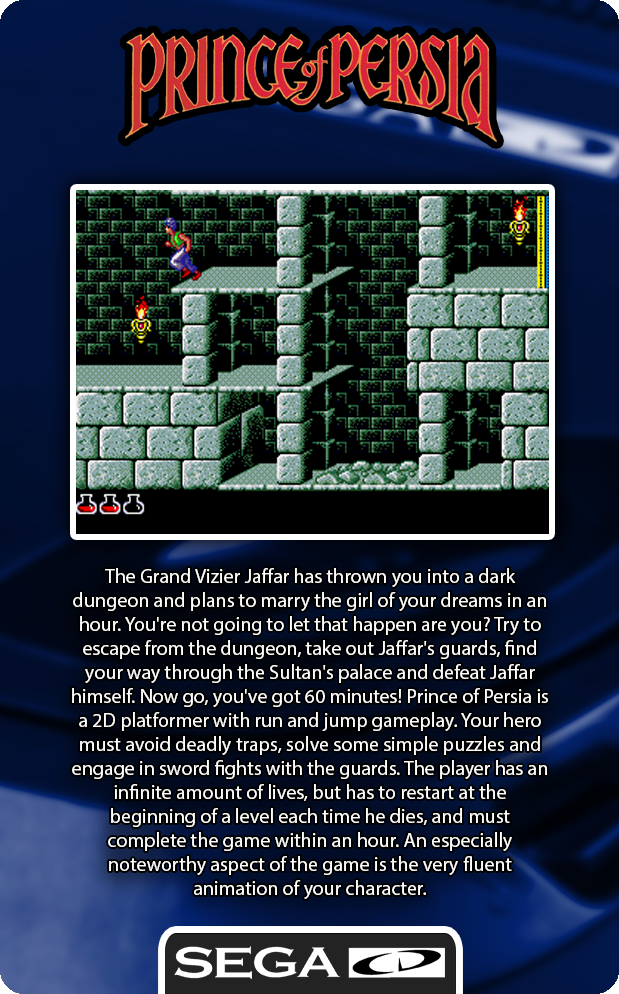 PRINCE of PERSIA
The Grand Vizier Jaffar has thrown you into a dark
dungeon and plans to marry the girl of your dreams in an
hour. You're not going to let that happen are you? Try to
escape from the dungeon, take out Jaffar's guards, find
your way through the Sultan's palace and defeat Jaffar
himself. Now go, you've got 60 minutes! Prince of Persia is
a 2D platformer with run and jump gameplay. Your hero
must avoid deadly traps, solve some simple puzzles and
engage in sword fights with the guards. The player has an
infinite amount of lives, but has to restart at the
beginning of a level each time he dies, and must
complete the game within an hour. An especially
noteworthy aspect of the game is the very fluent
animation of your character.
SEGA CD